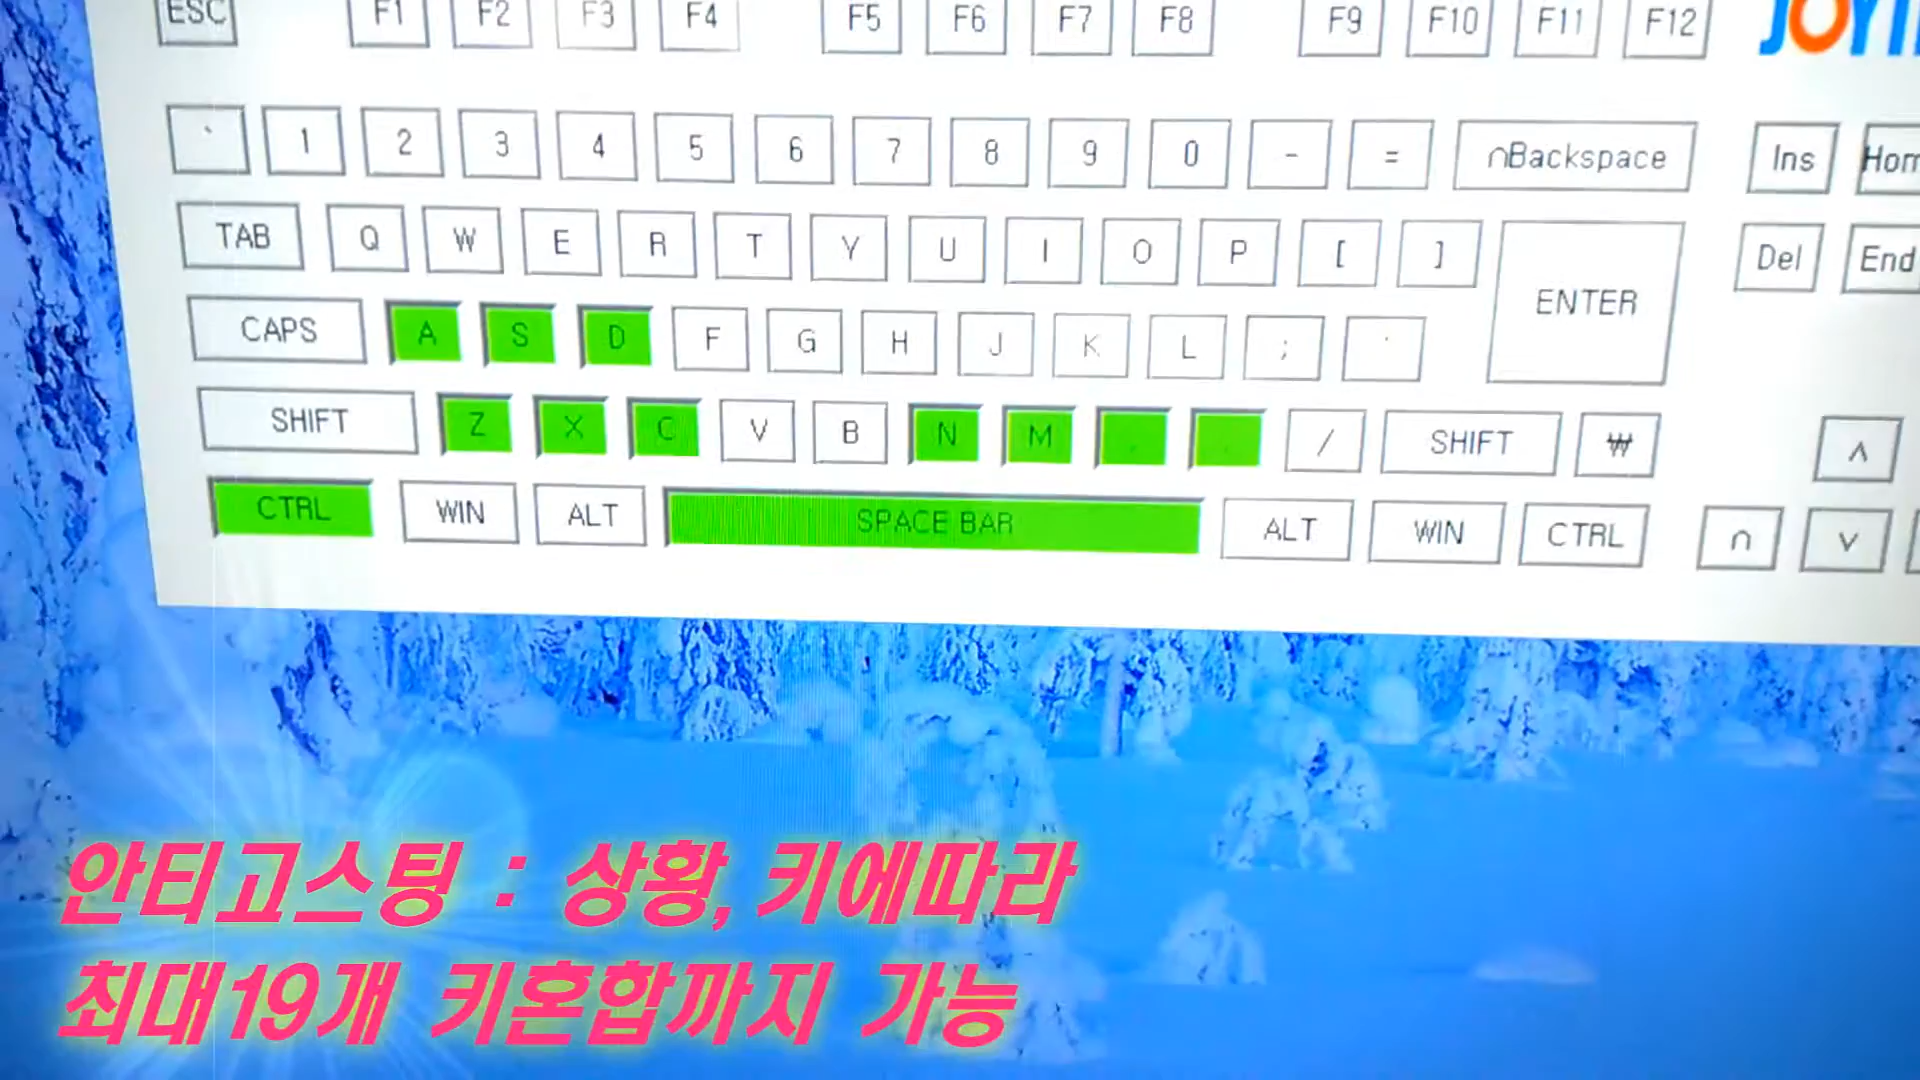 ESC F1 F2 F3 F4 F5 F6 F7 F8 F9 F10 F11 F12
` 1 2 3 4 5 6 7 8 9 0 - = ∩Backspace Ins
TAB Q W E R T Y U I O P [ ] ENTER Del End
CAPS A S D F G H J K L ; '
SHIFT Z X C V B N M , . / SHIFT ₩ ∧
CTRL WIN ALT SPACE BAR ALT WIN CTRL ∩ ∨
안티고스팅 : 상황, 키에따라
최대19개 키혼합까지 가능